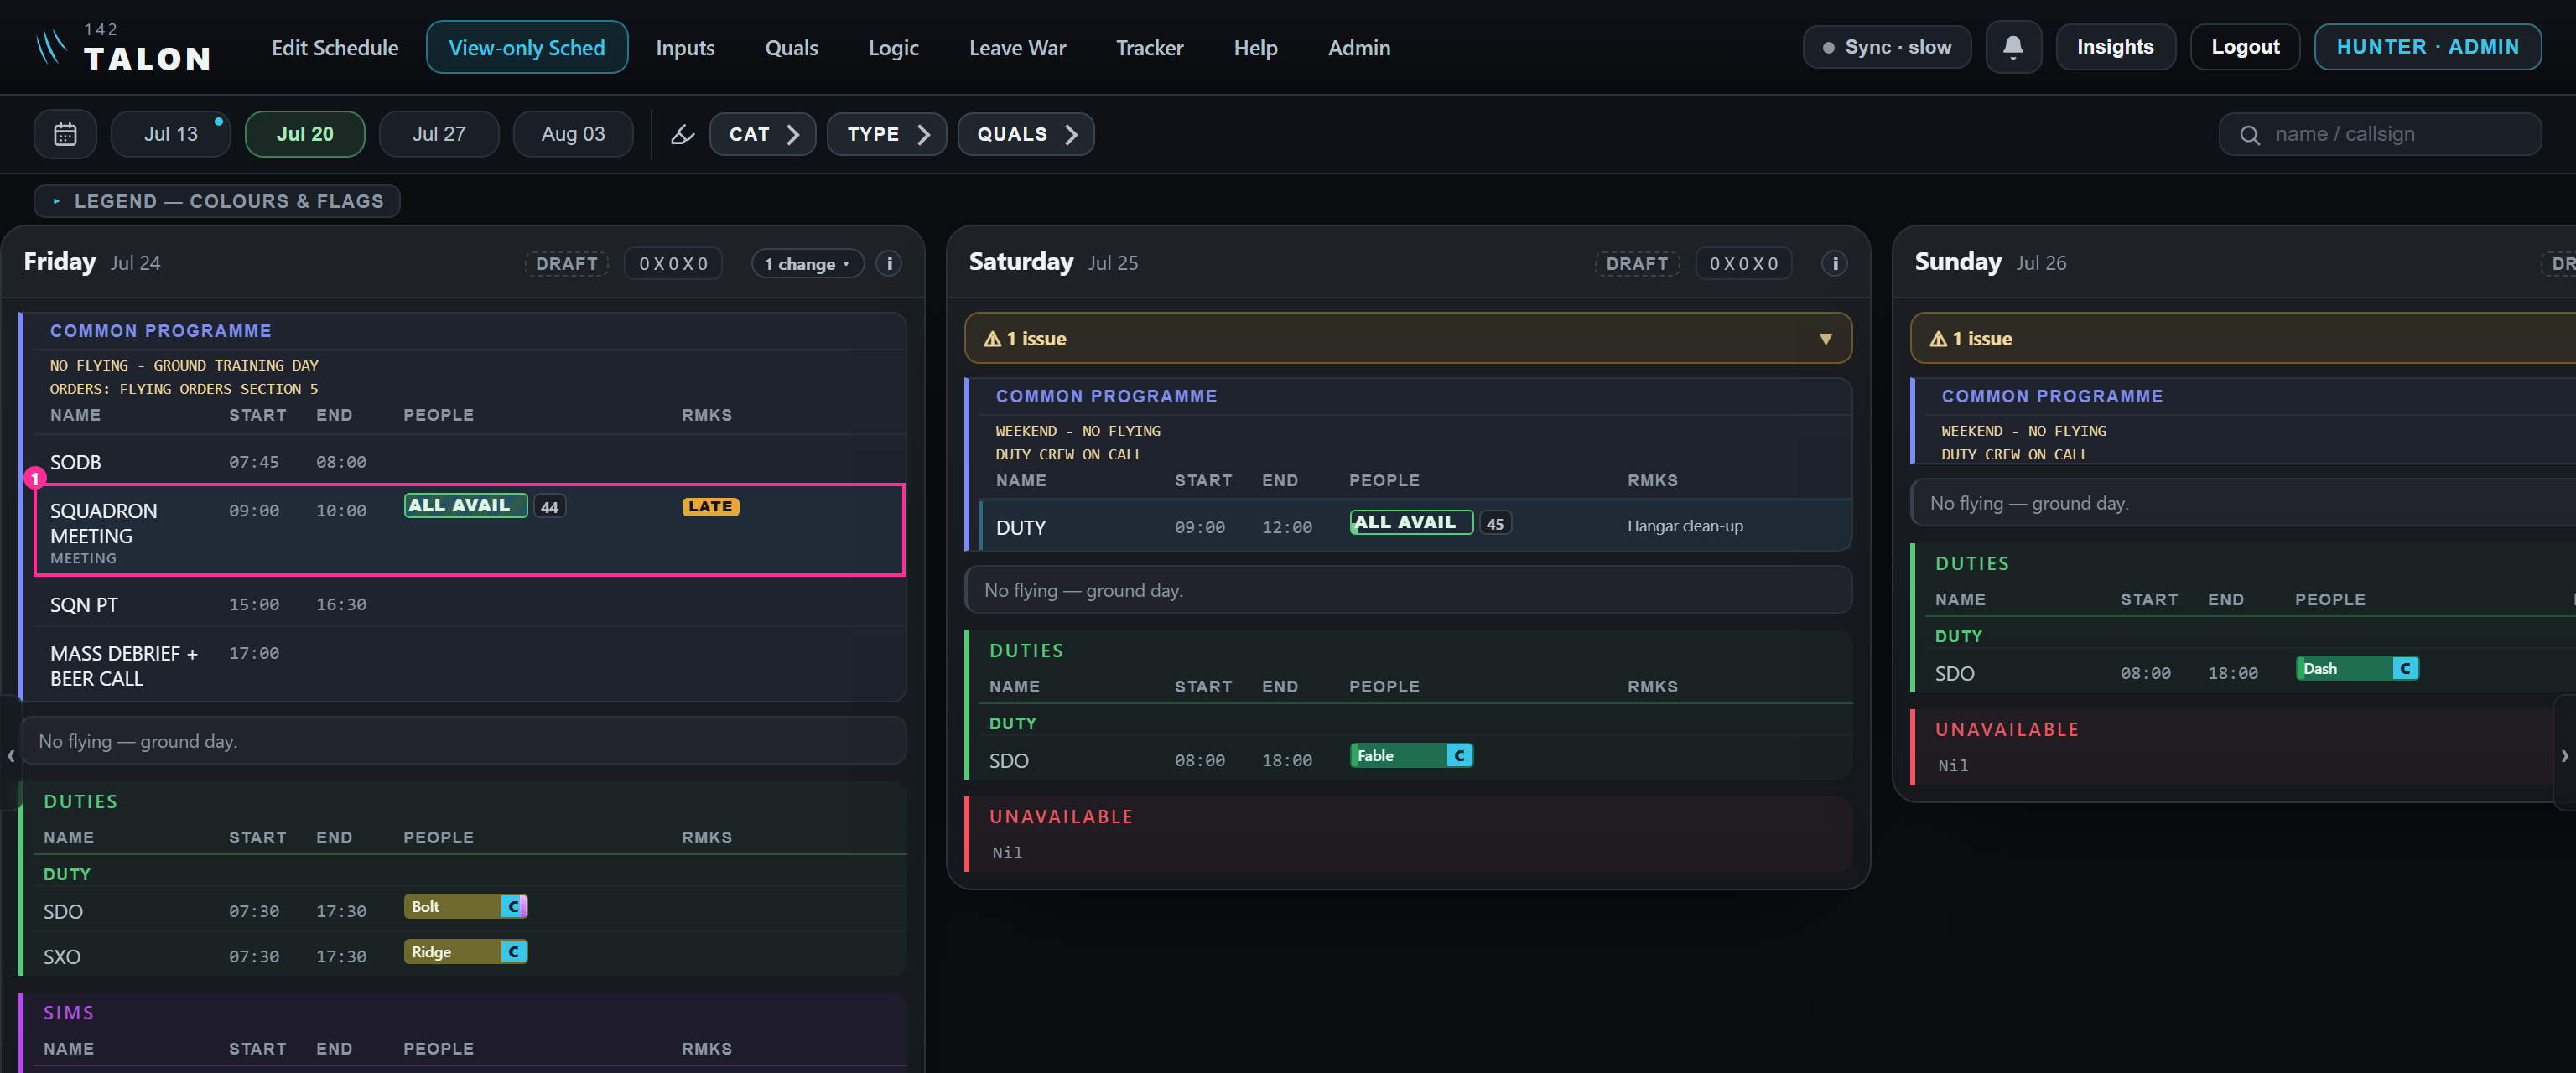 142
TALON
Edit Schedule
View-only Sched
Inputs
Quals
Logic
Leave War
Tracker
Help
Admin
Sync · slow
Insights
Logout
HUNTER · ADMIN
Jul 13
Jul 20
Jul 27
Aug 03
CAT
TYPE
QUALS
name / callsign
LEGEND — COLOURS & FLAGS
Friday Jul 24
DRAFT
0 X 0 X 0
1 change
i
COMMON PROGRAMME
NO FLYING - GROUND TRAINING DAY
ORDERS: FLYING ORDERS SECTION 5
NAME START END PEOPLE RMKS
SODB 07:45 08:00
1
SQUADRON MEETING 09:00 10:00 ALL AVAIL 44 LATE
MEETING
SQN PT 15:00 16:30
MASS DEBRIEF + BEER CALL 17:00
No flying — ground day.
DUTIES
NAME START END PEOPLE RMKS
DUTY
SDO 07:30 17:30 Bolt C
SXO 07:30 17:30 Ridge C
SIMS
NAME START END PEOPLE RMKS
Saturday Jul 25
DRAFT
0 X 0 X 0
i
1 issue
COMMON PROGRAMME
WEEKEND - NO FLYING
DUTY CREW ON CALL
NAME START END PEOPLE RMKS
DUTY 09:00 12:00 ALL AVAIL 45 Hangar clean-up
No flying — ground day.
DUTIES
NAME START END PEOPLE RMKS
DUTY
SDO 08:00 18:00 Fable C
UNAVAILABLE
Nil
Sunday Jul 26
DR
1 issue
COMMON PROGRAMME
WEEKEND - NO FLYING
DUTY CREW ON CALL
No flying — ground day.
DUTIES
NAME START END PEOPLE
DUTY
SDO 08:00 18:00 Dash C
UNAVAILABLE
Nil